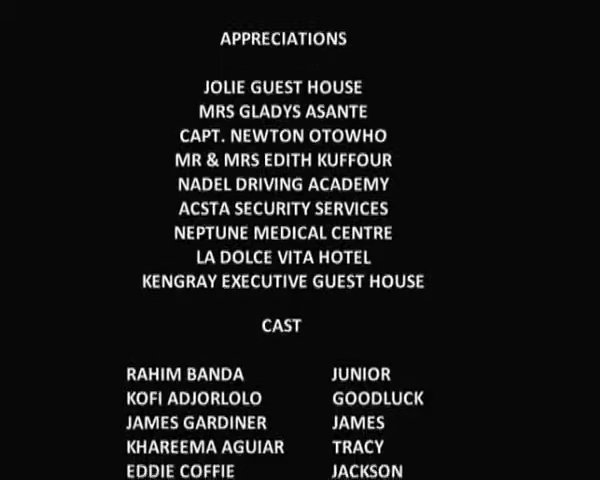 APPRECIATIONS
JOLIE GUEST HOUSE
MRS GLADYS ASANTE
CAPT. NEWTON OTOWHO
MR & MRS EDITH KUFFOUR
NADEL DRIVING ACADEMY
ACSTA SECURITY SERVICES
NEPTUNE MEDICAL CENTRE
LA DOLCE VITA HOTEL
KENGRAY EXECUTIVE GUEST HOUSE
CAST
RAHIM BANDA JUNIOR
KOFI ADJORLOLO GOODLUCK
JAMES GARDINER JAMES
KHAREEMA AGUIAR TRACY
EDDIE COFFIE JACKSON